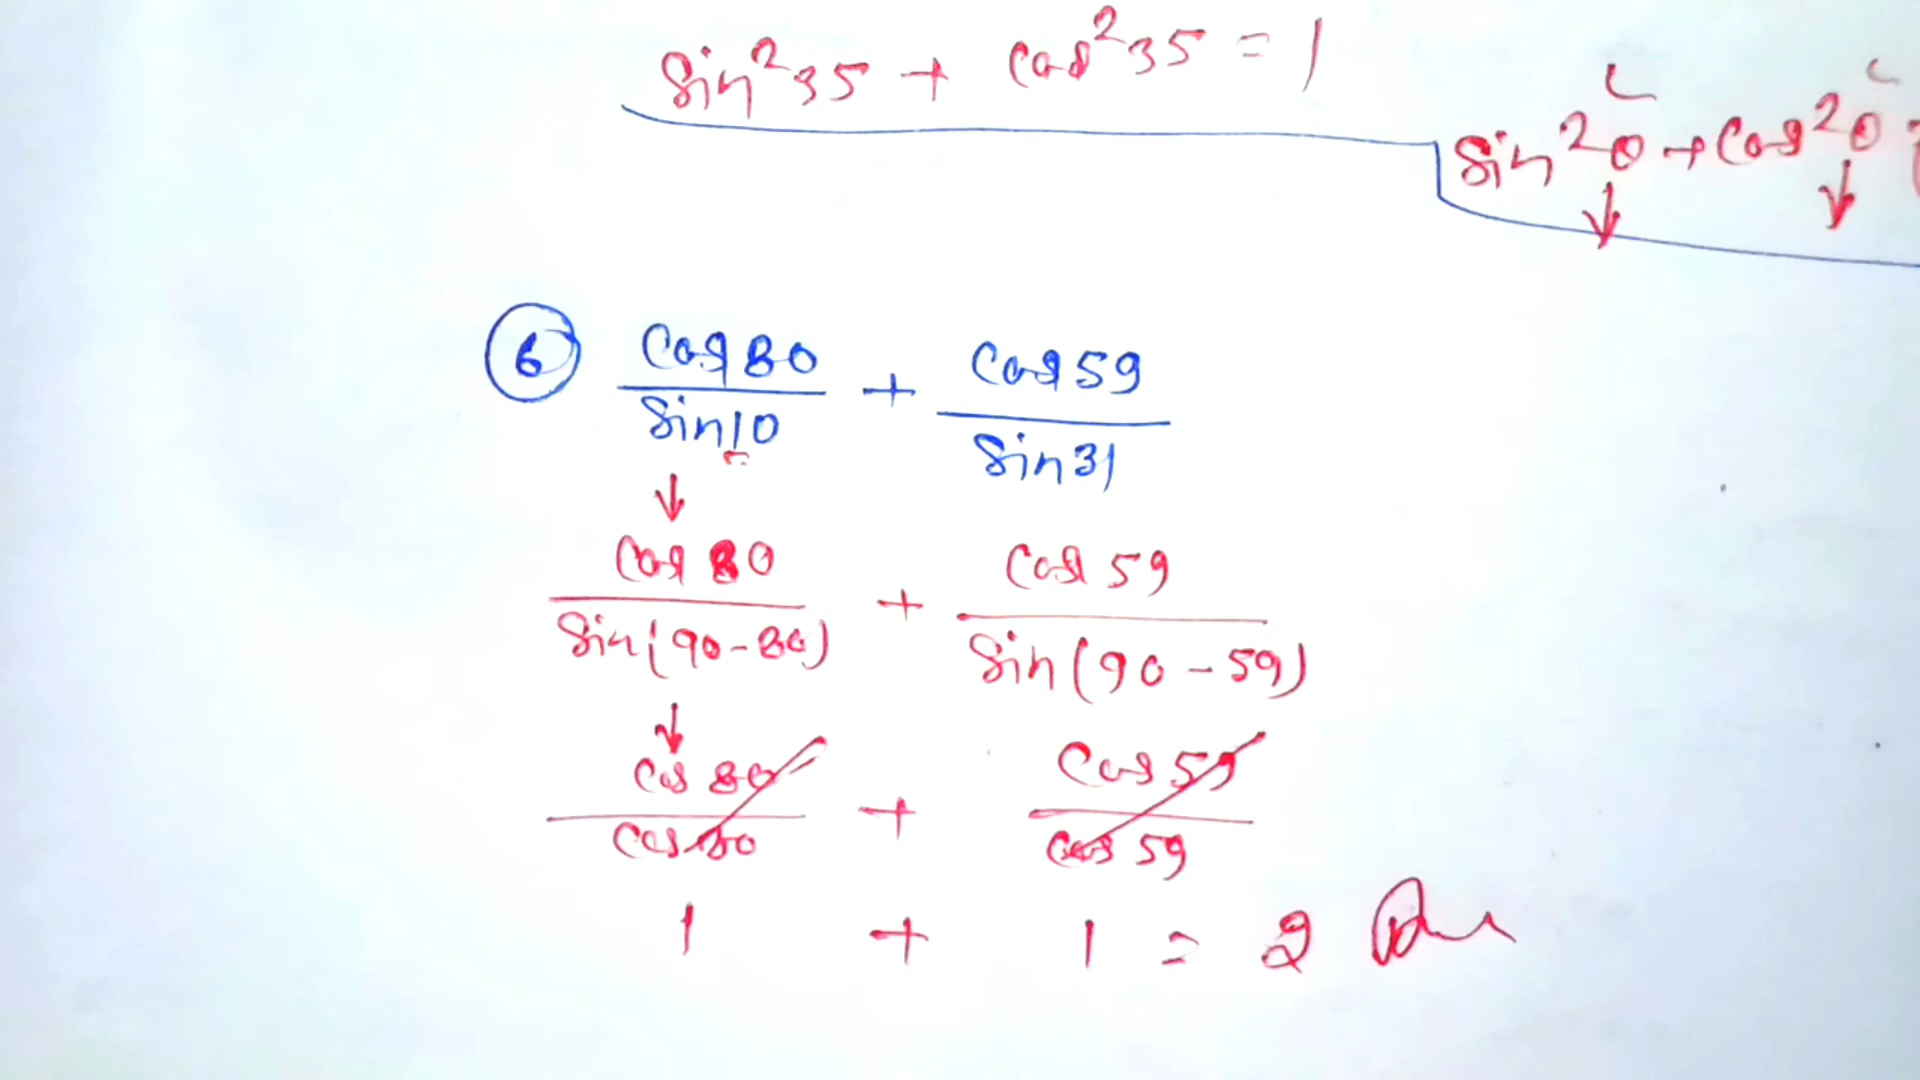 sin²35 + cos²35 = 1
sin²θ + cos²θ
6 cos80/sin10 + cos59/sin31
cos80/sin(90-80) + cos59/sin(90-59)
cos80/cos80 + cos59/cos59
1 + 1 = 2